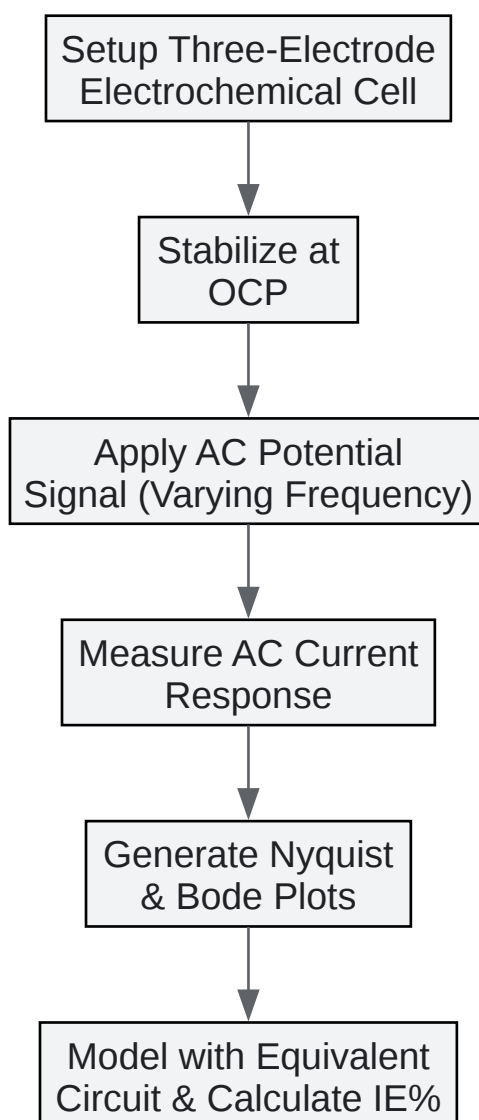 Setup Three-Electrode
Electrochemical Cell
Stabilize at
OCP
Apply AC Potential
Signal (Varying Frequency)
Measure AC Current
Response
Generate Nyquist
& Bode Plots
Model with Equivalent
Circuit & Calculate IE%